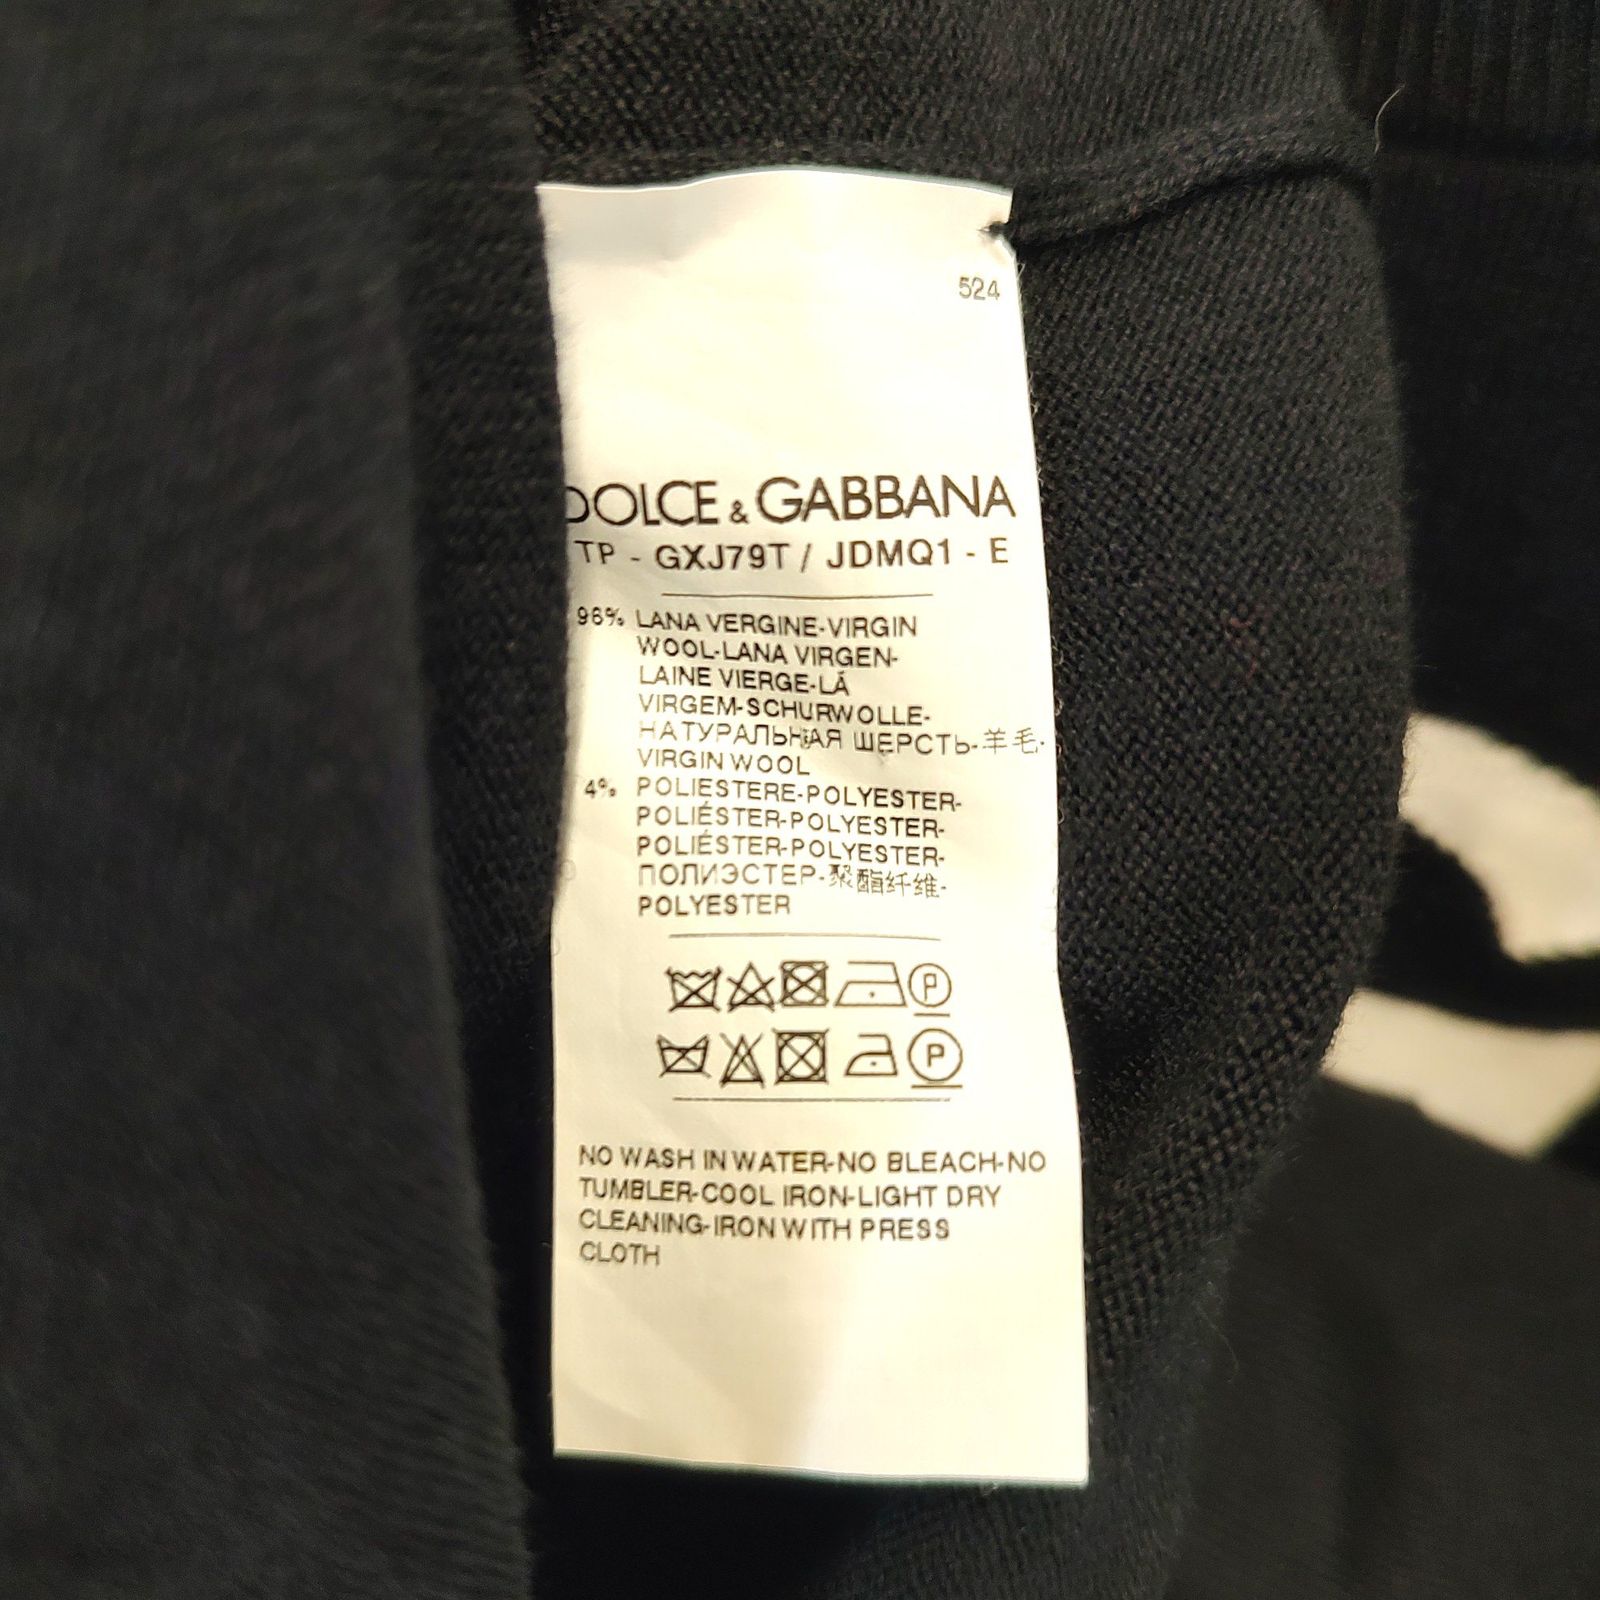 524
DOLCE & GABBANA
TP - GXJ79T / JDMQ1 - E
96% LANA VERGINE-VIRGIN
WOOL-LANA VIRGEN-
LAINE VIERGE-LÃ
VIRGEM-SCHURWOLLE-
НАТУРАЛЬНАЯ ШЕРСТЬ-羊毛-
VIRGIN WOOL
4% POLIESTERE-POLYESTER-
POLIÉSTER-POLYESTER-
POLIÉSTER-POLYESTER-
ПОЛИЭСТЕР-聚酯纤维-
POLYESTER
P
P
NO WASH IN WATER-NO BLEACH-NO
TUMBLER-COOL IRON-LIGHT DRY
CLEANING-IRON WITH PRESS
CLOTH